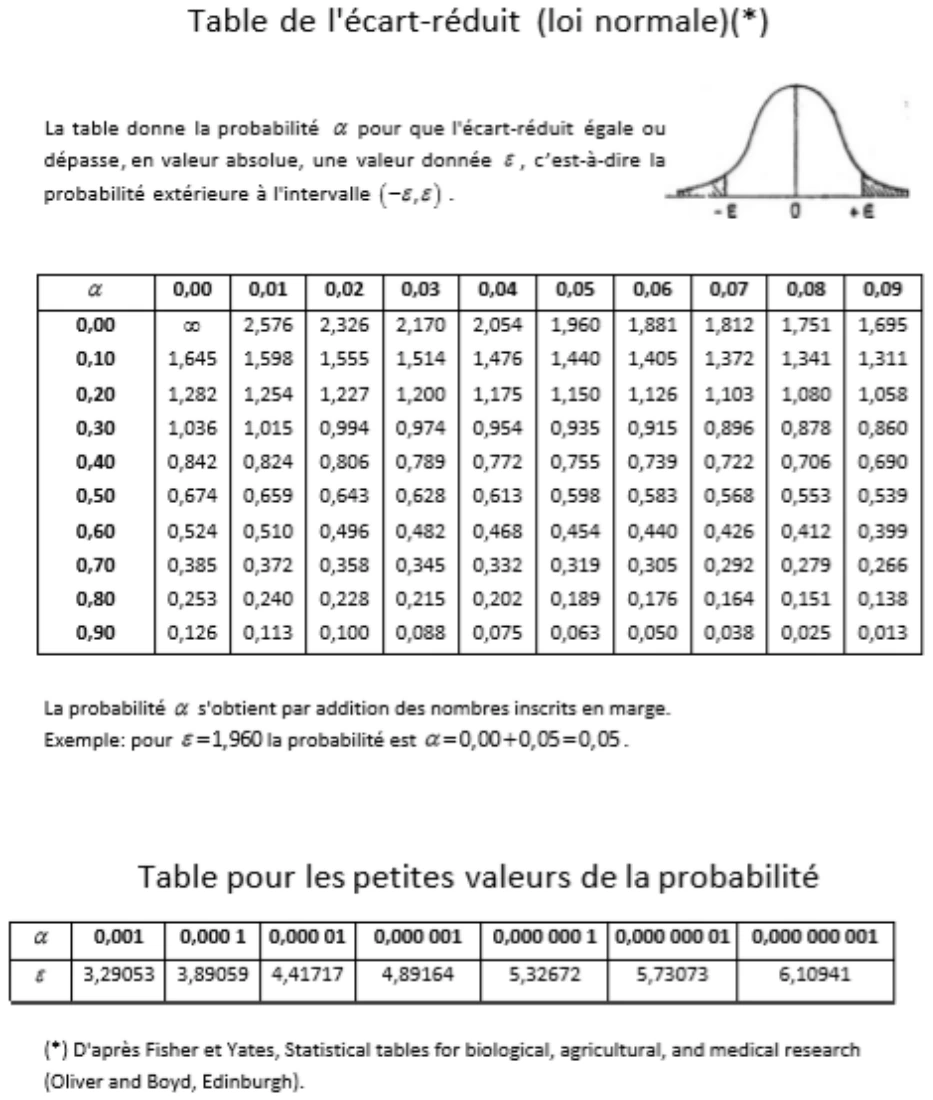 Table de l'écart-réduit (loi normale)(*)
La table donne la probabilité α pour que l'écart-réduit égale ou
dépasse, en valeur absolue, une valeur donnée ε, c'est-à-dire la
probabilité extérieure à l'intervalle (−ε,ε) .
- ε 0 + ε
α 0,00 0,01 0,02 0,03 0,04 0,05 0,06 0,07 0,08 0,09
0,00 ∞ 2,576 2,326 2,170 2,054 1,960 1,881 1,812 1,751 1,695
0,10 1,645 1,598 1,555 1,514 1,476 1,440 1,405 1,372 1,341 1,311
0,20 1,282 1,254 1,227 1,200 1,175 1,150 1,126 1,103 1,080 1,058
0,30 1,036 1,015 0,994 0,974 0,954 0,935 0,915 0,896 0,878 0,860
0,40 0,842 0,824 0,806 0,789 0,772 0,755 0,739 0,722 0,706 0,690
0,50 0,674 0,659 0,643 0,628 0,613 0,598 0,583 0,568 0,553 0,539
0,60 0,524 0,510 0,496 0,482 0,468 0,454 0,440 0,426 0,412 0,399
0,70 0,385 0,372 0,358 0,345 0,332 0,319 0,305 0,292 0,279 0,266
0,80 0,253 0,240 0,228 0,215 0,202 0,189 0,176 0,164 0,151 0,138
0,90 0,126 0,113 0,100 0,088 0,075 0,063 0,050 0,038 0,025 0,013
La probabilité α s'obtient par addition des nombres inscrits en marge.
Exemple: pour ε=1,960 la probabilité est α=0,00+0,05=0,05.
Table pour les petites valeurs de la probabilité
α 0,001 0,000 1 0,000 01 0,000 001 0,000 000 1 0,000 000 01 0,000 000 001
ε 3,29053 3,89059 4,41717 4,89164 5,32672 5,73073 6,10941
(*) D'après Fisher et Yates, Statistical tables for biological, agricultural, and medical research
(Oliver and Boyd, Edinburgh).